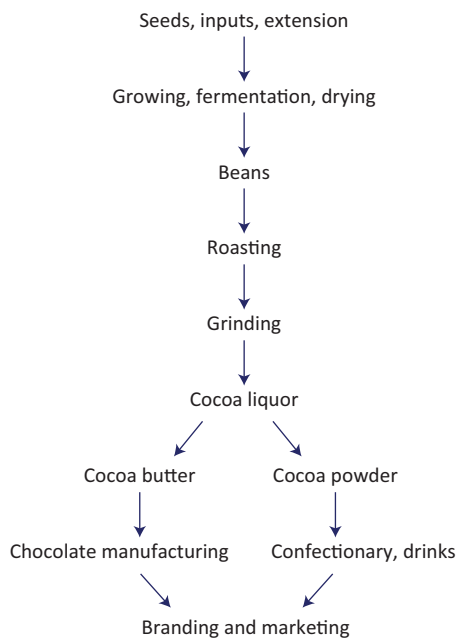 Seeds, inputs, extension
Growing, fermentation, drying
Beans
Roasting
Grinding
Cocoa liquor
Cocoa butter
Cocoa powder
Chocolate manufacturing
Confectionary, drinks
Branding and marketing